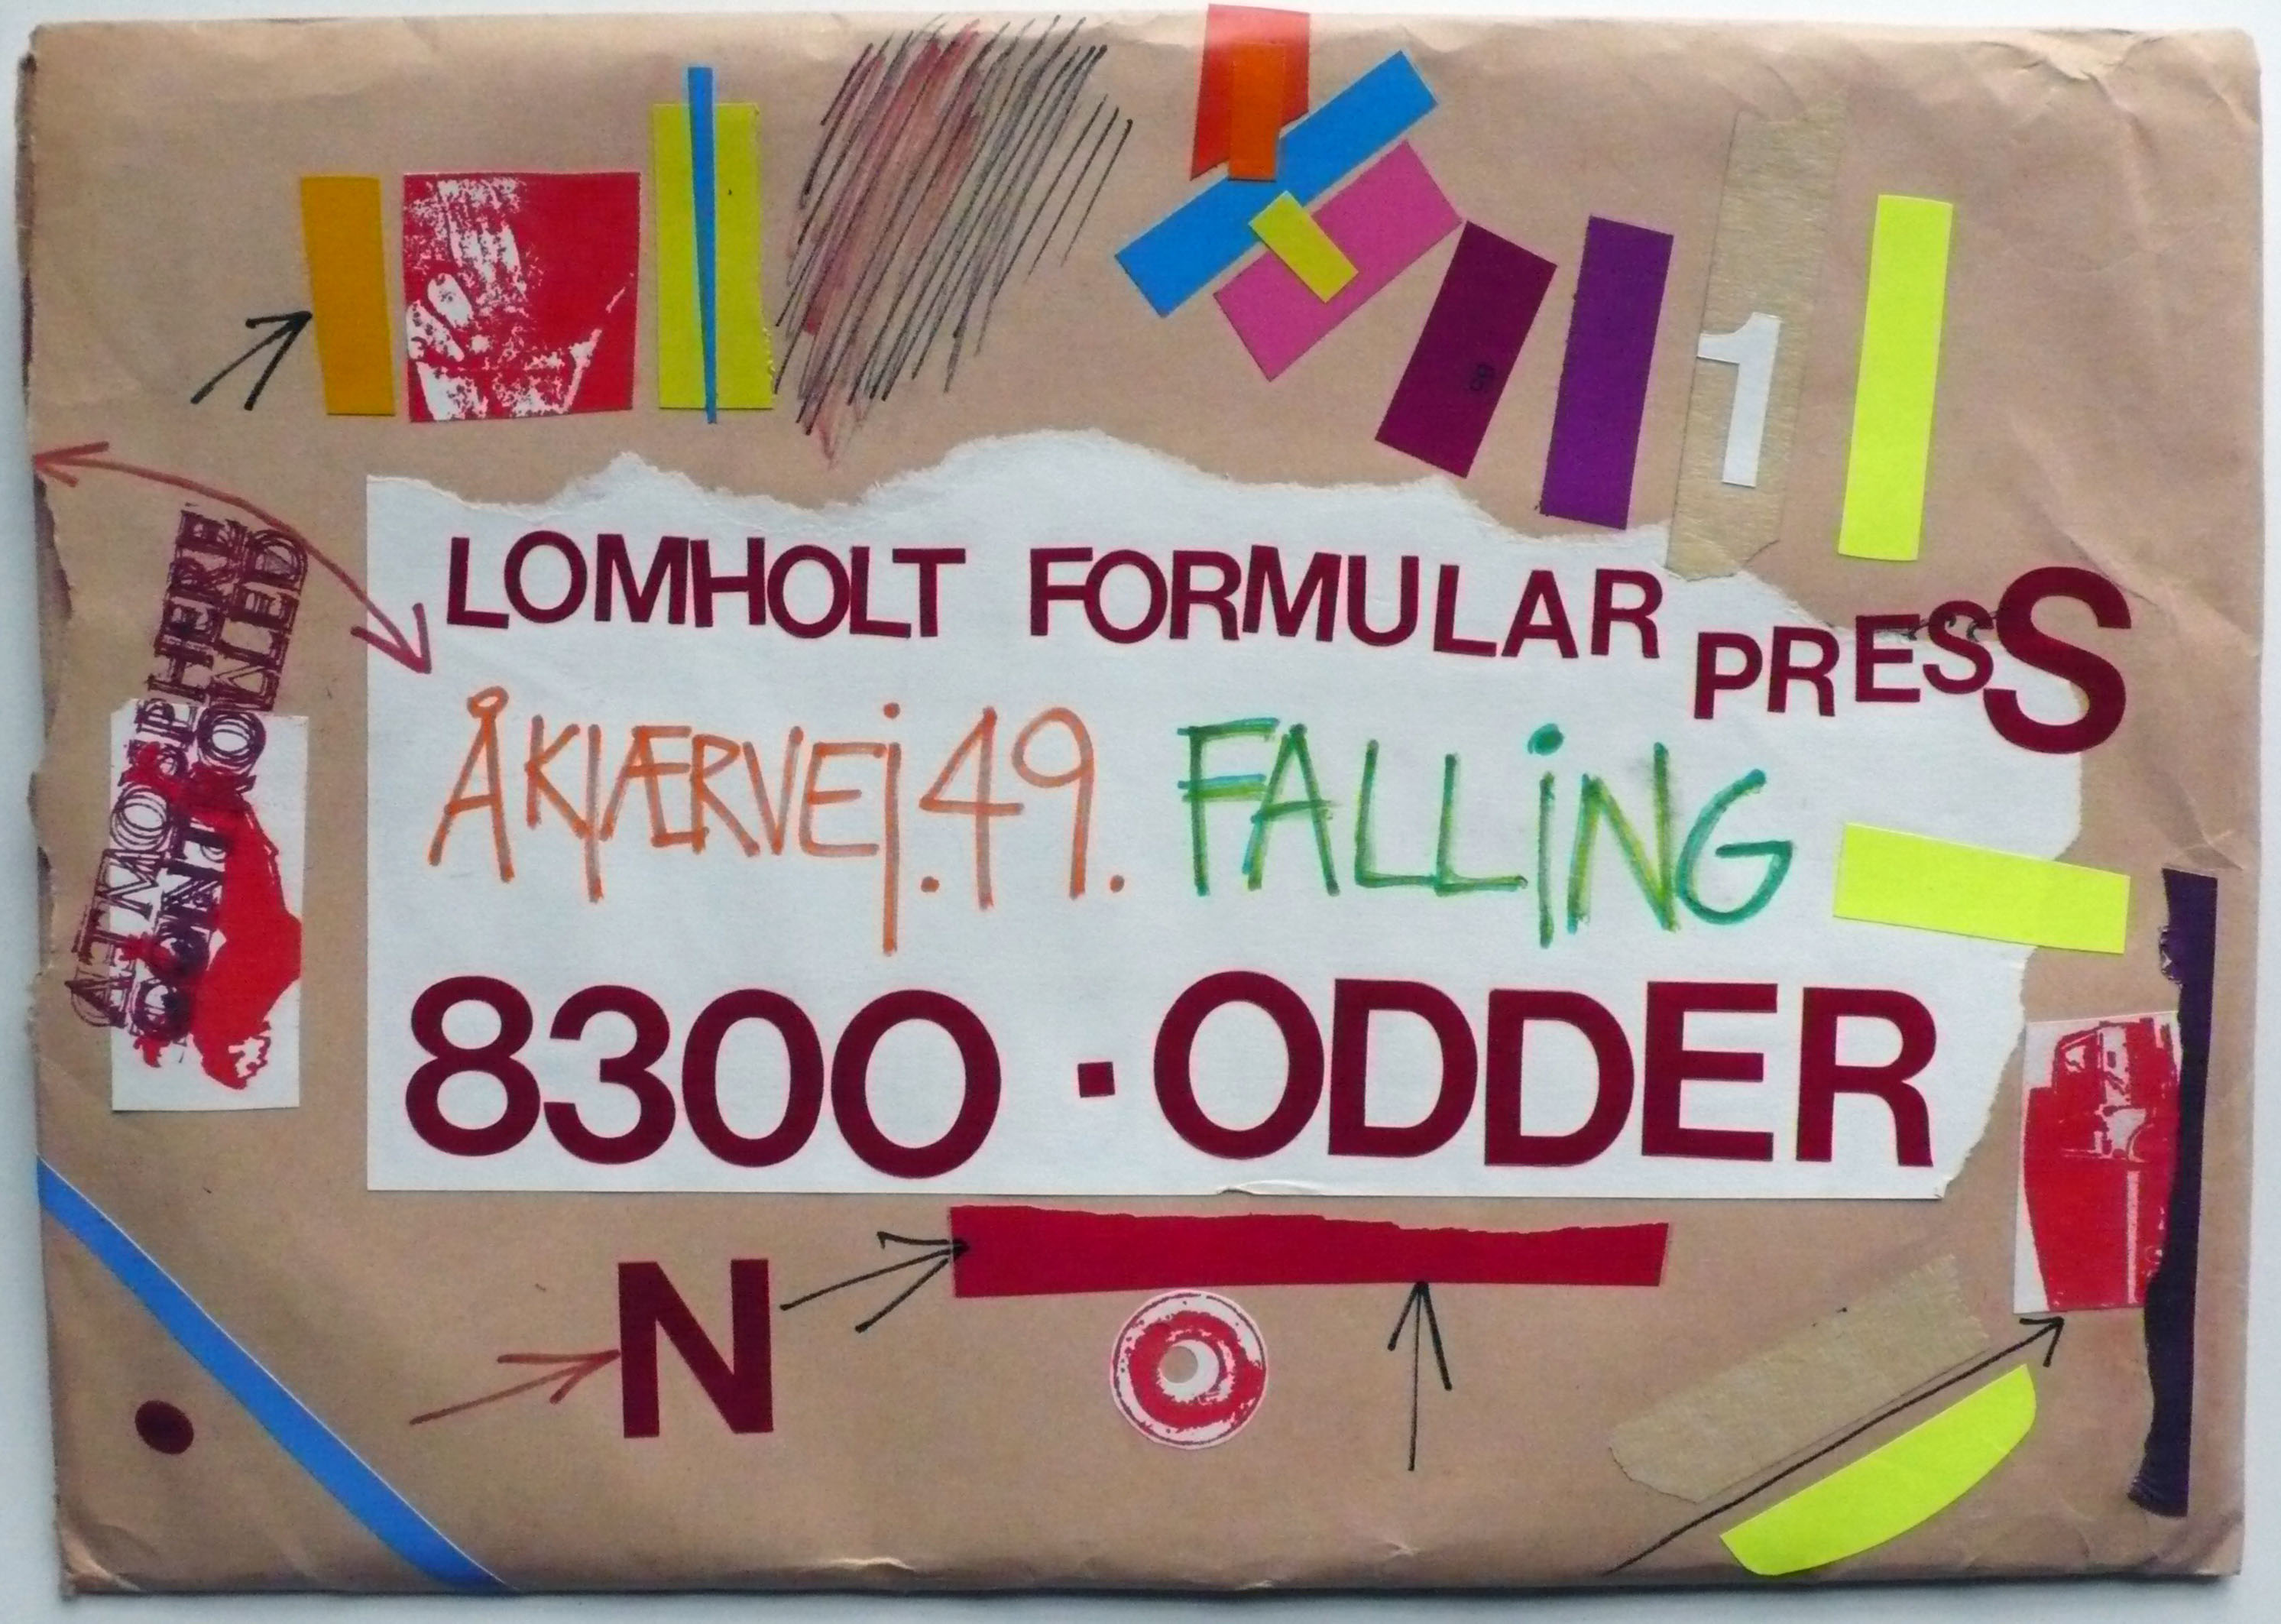 1
LOMHOLT FORMULAR PRESS
ÅKJÆRVEJ.49. FALLING
8300 · ODDER
N
ATMOSPHERE
CONTROLLED